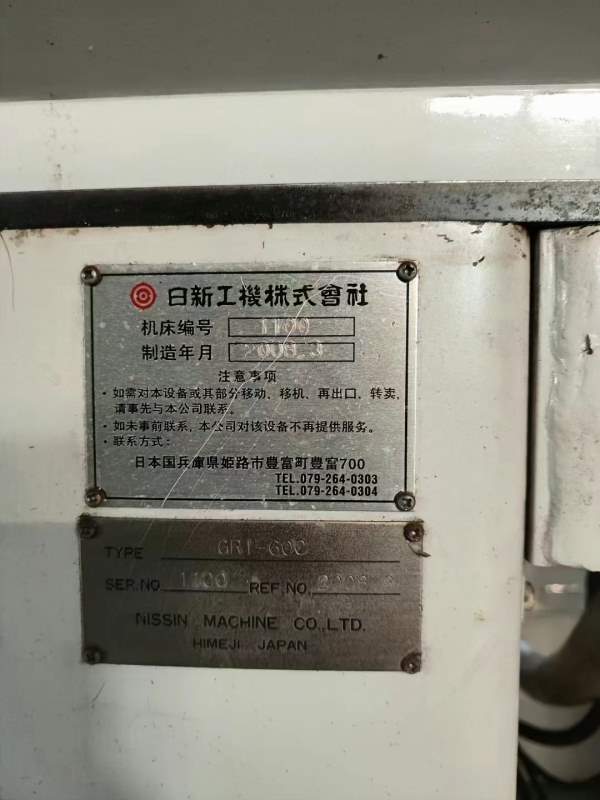 日新工機株式會社
机床编号 1100
制造年月 2008.3
注意事项
・如需对本设备或其部分移动、移机、再出口、转卖,
请事先与本公司联系。
・如未事前联系, 本公司对该设备不再提供服务。
・联系方式:
日本国兵庫県姫路市豊富町豊富700
TEL.079-264-0303
TEL.079-264-0304
TYPE GRI-60C
SER.NO. 1100 REF.NO. 2008.3
NISSIN MACHINE CO.,LTD.
HIMEJI JAPAN